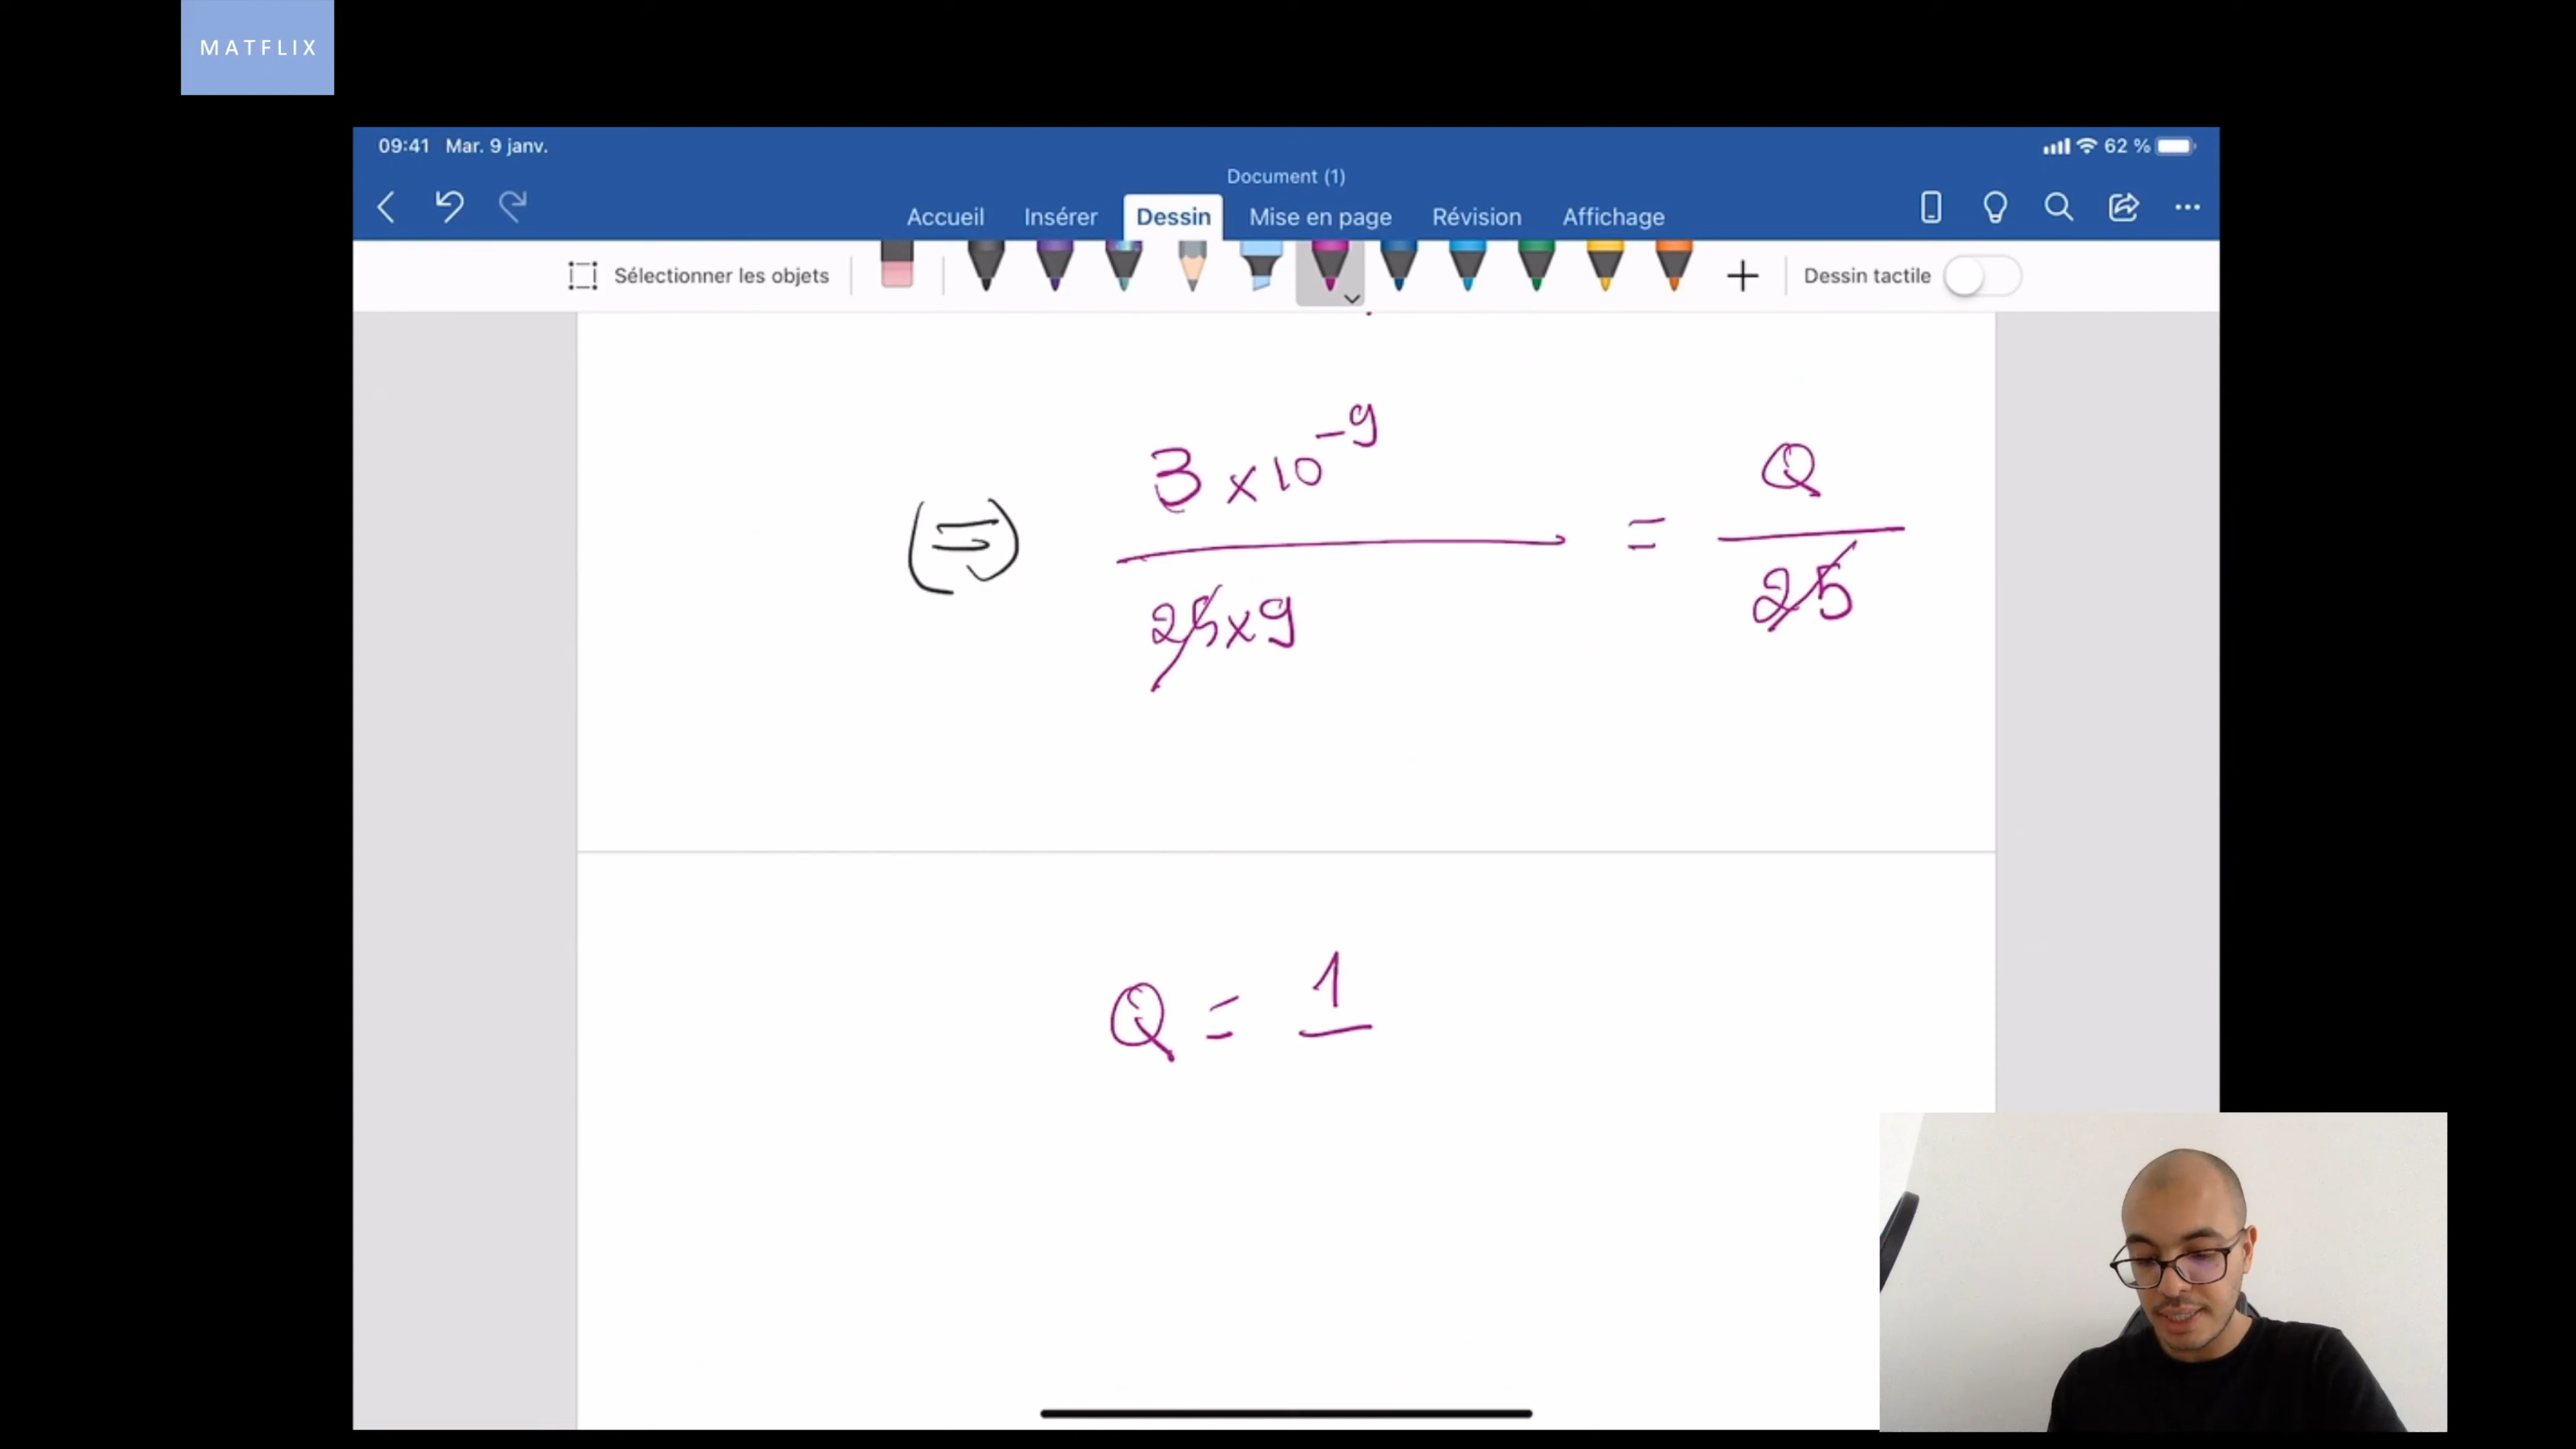 MATFLIX
09:41 Mar. 9 janv. 62 %
Document (1)
Accueil Insérer Dessin Mise en page Révision Affichage
Sélectionner les objets Dessin tactile
(=) 3 x 10^-9 / 25 x 9 = Q / 25
Q = 1